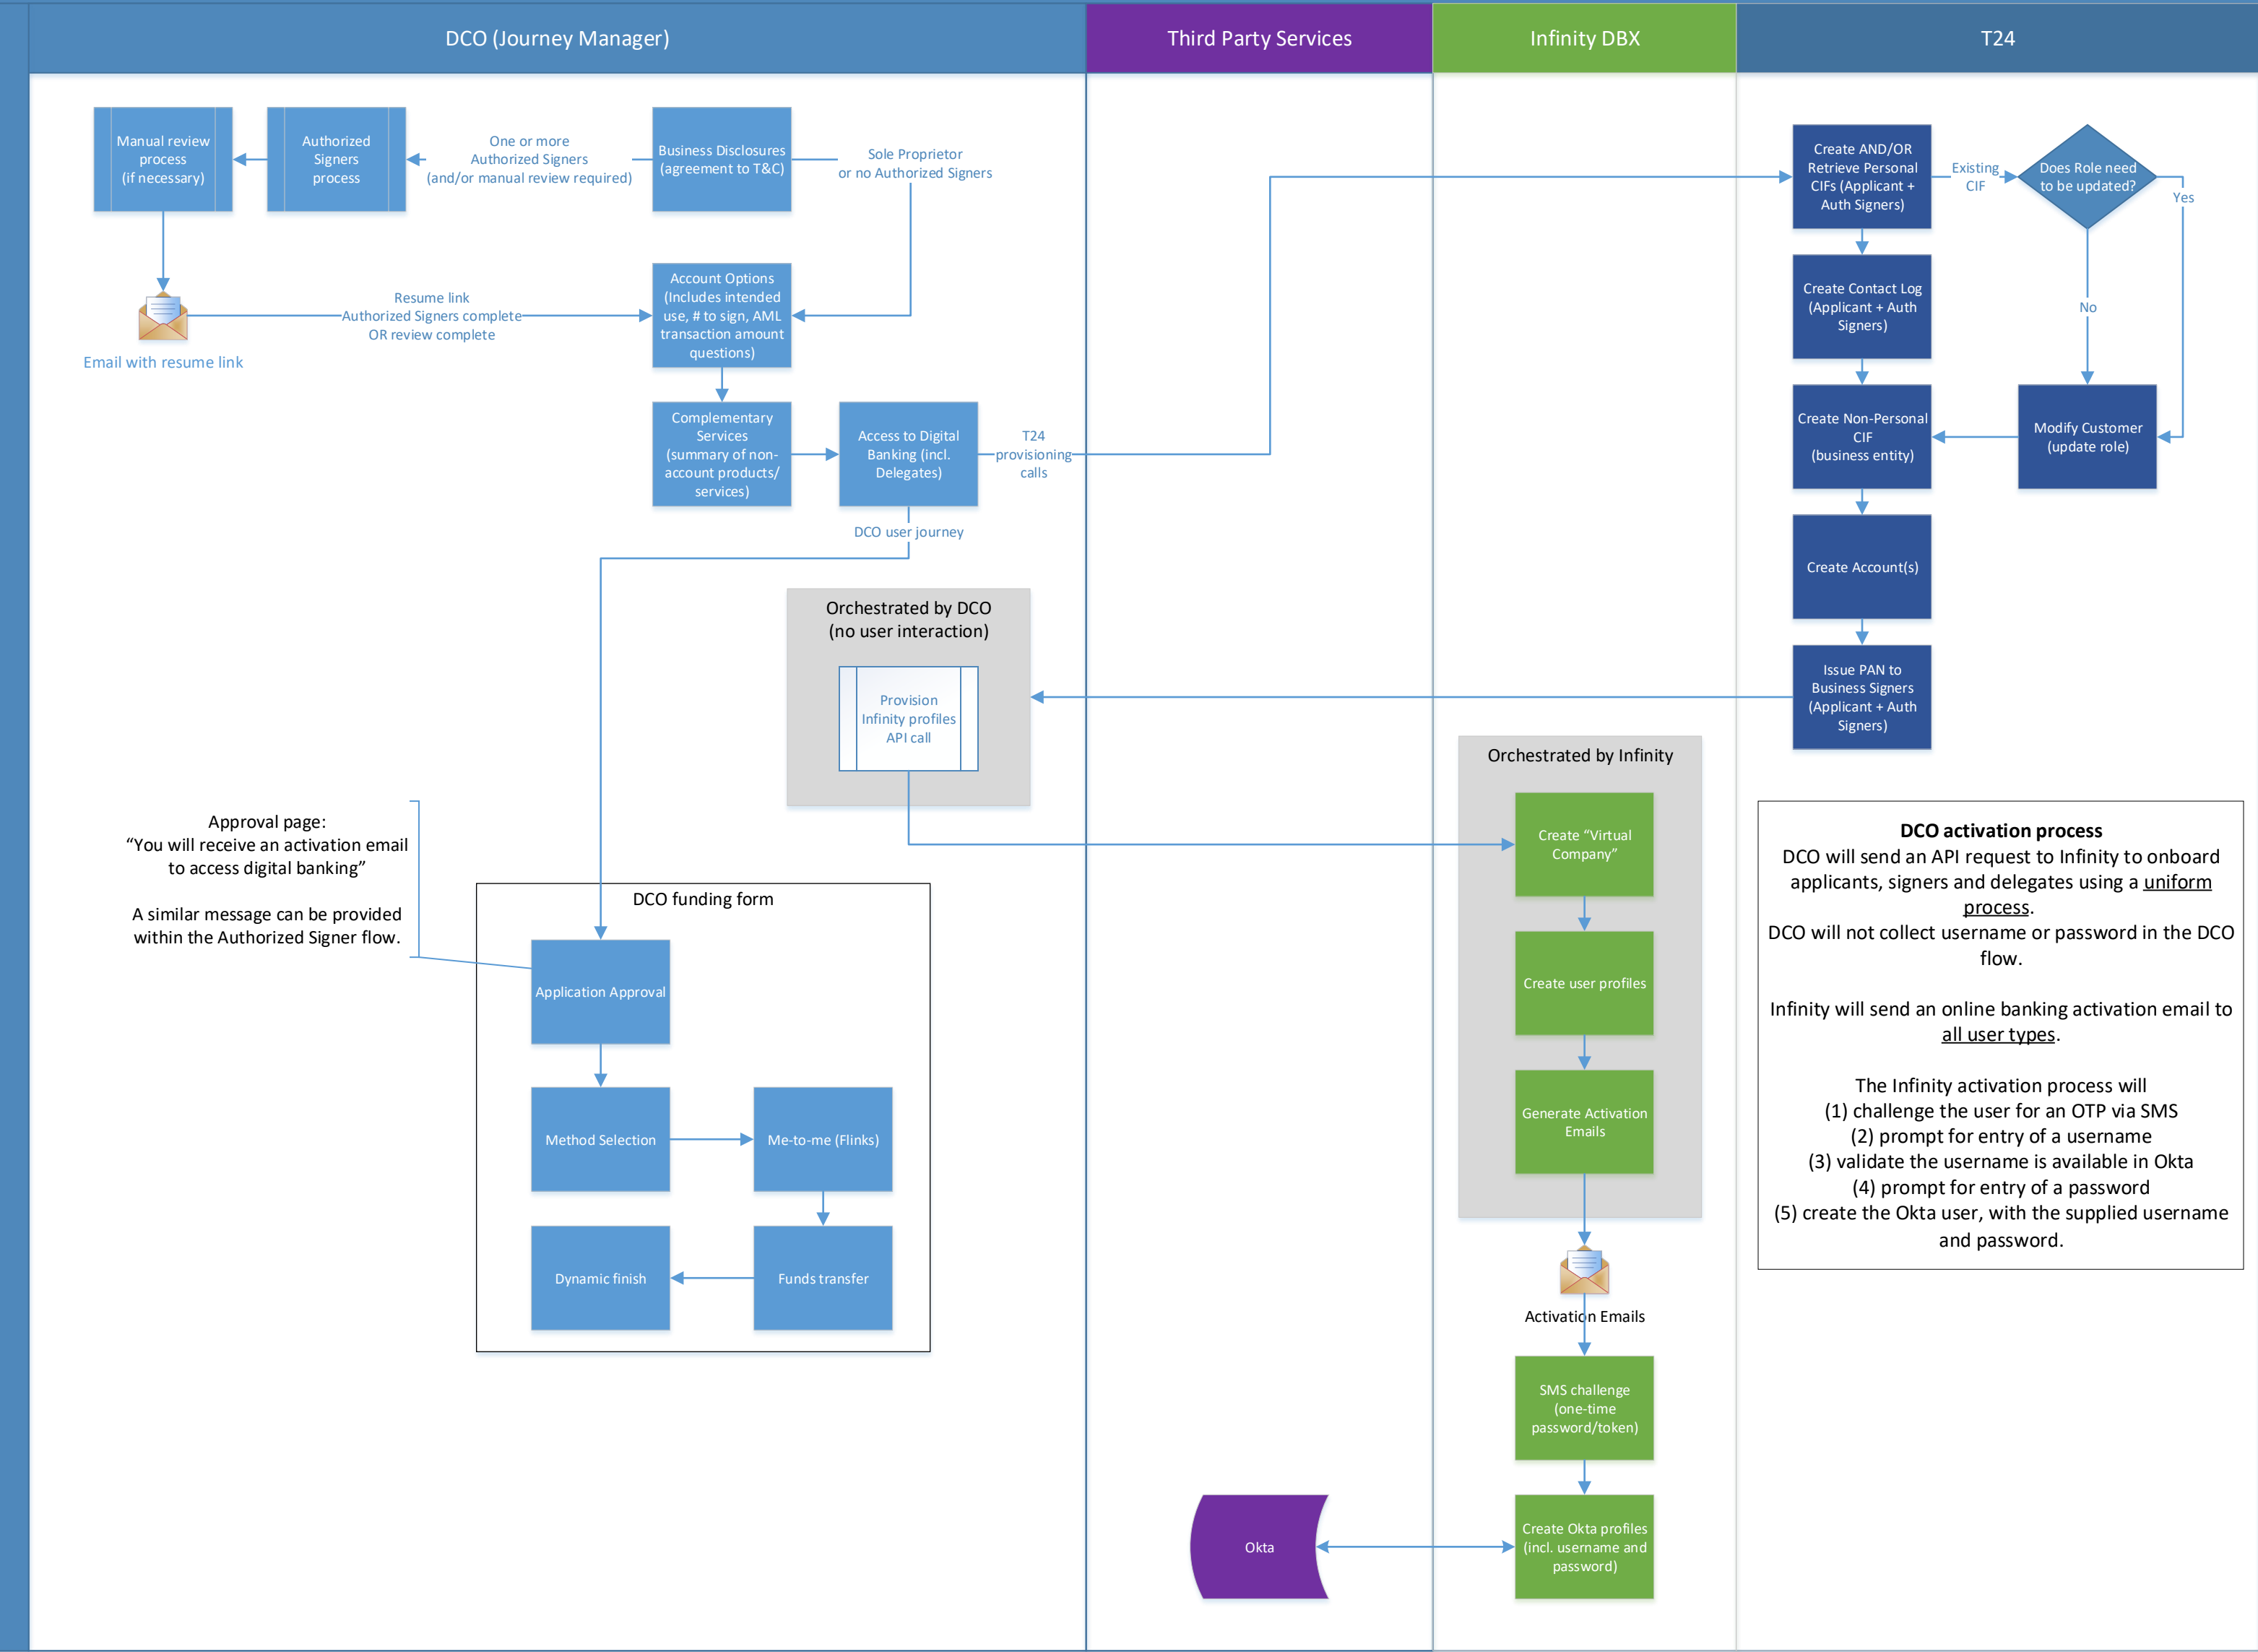 DCO (Journey Manager)
Third Party Services
Infinity DBX
T24
Manual review
process
(if necessary)
Authorized
Signers
process
One or more
Authorized Signers
(and/or manual review required)
Business Disclosures
(agreement to T&C)
Sole Proprietor
or no Authorized Signers
Email with resume link
Resume link
Authorized Signers complete
OR review complete
Account Options
(Includes intended
use, # to sign, AML
transaction amount
questions)
Complementary
Services
(summary of non-
account products/
services)
Access to Digital
Banking (incl.
Delegates)
T24
provisioning
calls
DCO user journey
Create AND/OR
Retrieve Personal
CIFs (Applicant +
Auth Signers)
Existing
CIF
Does Role need
to be updated?
Yes
No
Create Contact Log
(Applicant + Auth
Signers)
Create Non-Personal
CIF
(business entity)
Modify Customer
(update role)
Create Account(s)
Issue PAN to
Business Signers
(Applicant + Auth
Signers)
Orchestrated by DCO
(no user interaction)
Provision
Infinity profiles
API call
Orchestrated by Infinity
Create “Virtual
Company”
Create user profiles
Generate Activation
Emails
Activation Emails
SMS challenge
(one-time
password/token)
Create Okta profiles
(incl. username and
password)
Okta
Approval page:
“You will receive an activation email
to access digital banking”
A similar message can be provided
within the Authorized Signer flow.
DCO funding form
Application Approval
Method Selection
Me-to-me (Flinks)
Dynamic finish
Funds transfer
DCO activation process
DCO will send an API request to Infinity to onboard
applicants, signers and delegates using a uniform
process.
DCO will not collect username or password in the DCO
flow.
Infinity will send an online banking activation email to
all user types.
The Infinity activation process will
(1) challenge the user for an OTP via SMS
(2) prompt for entry of a username
(3) validate the username is available in Okta
(4) prompt for entry of a password
(5) create the Okta user, with the supplied username
and password.